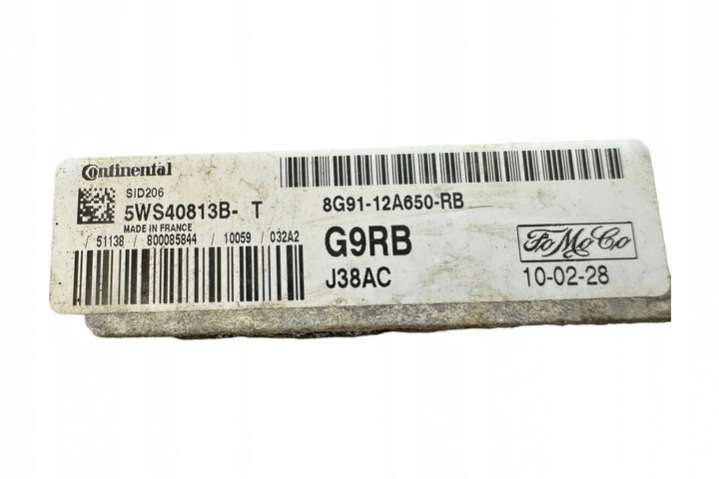 Continental
SID206
5WS40813B- T
MADE IN FRANCE
/ 51138 / 800085844 / 10059 / 032A2
8G91-12A650-RB
G9RB
J38AC
FoMoCo
10-02-28